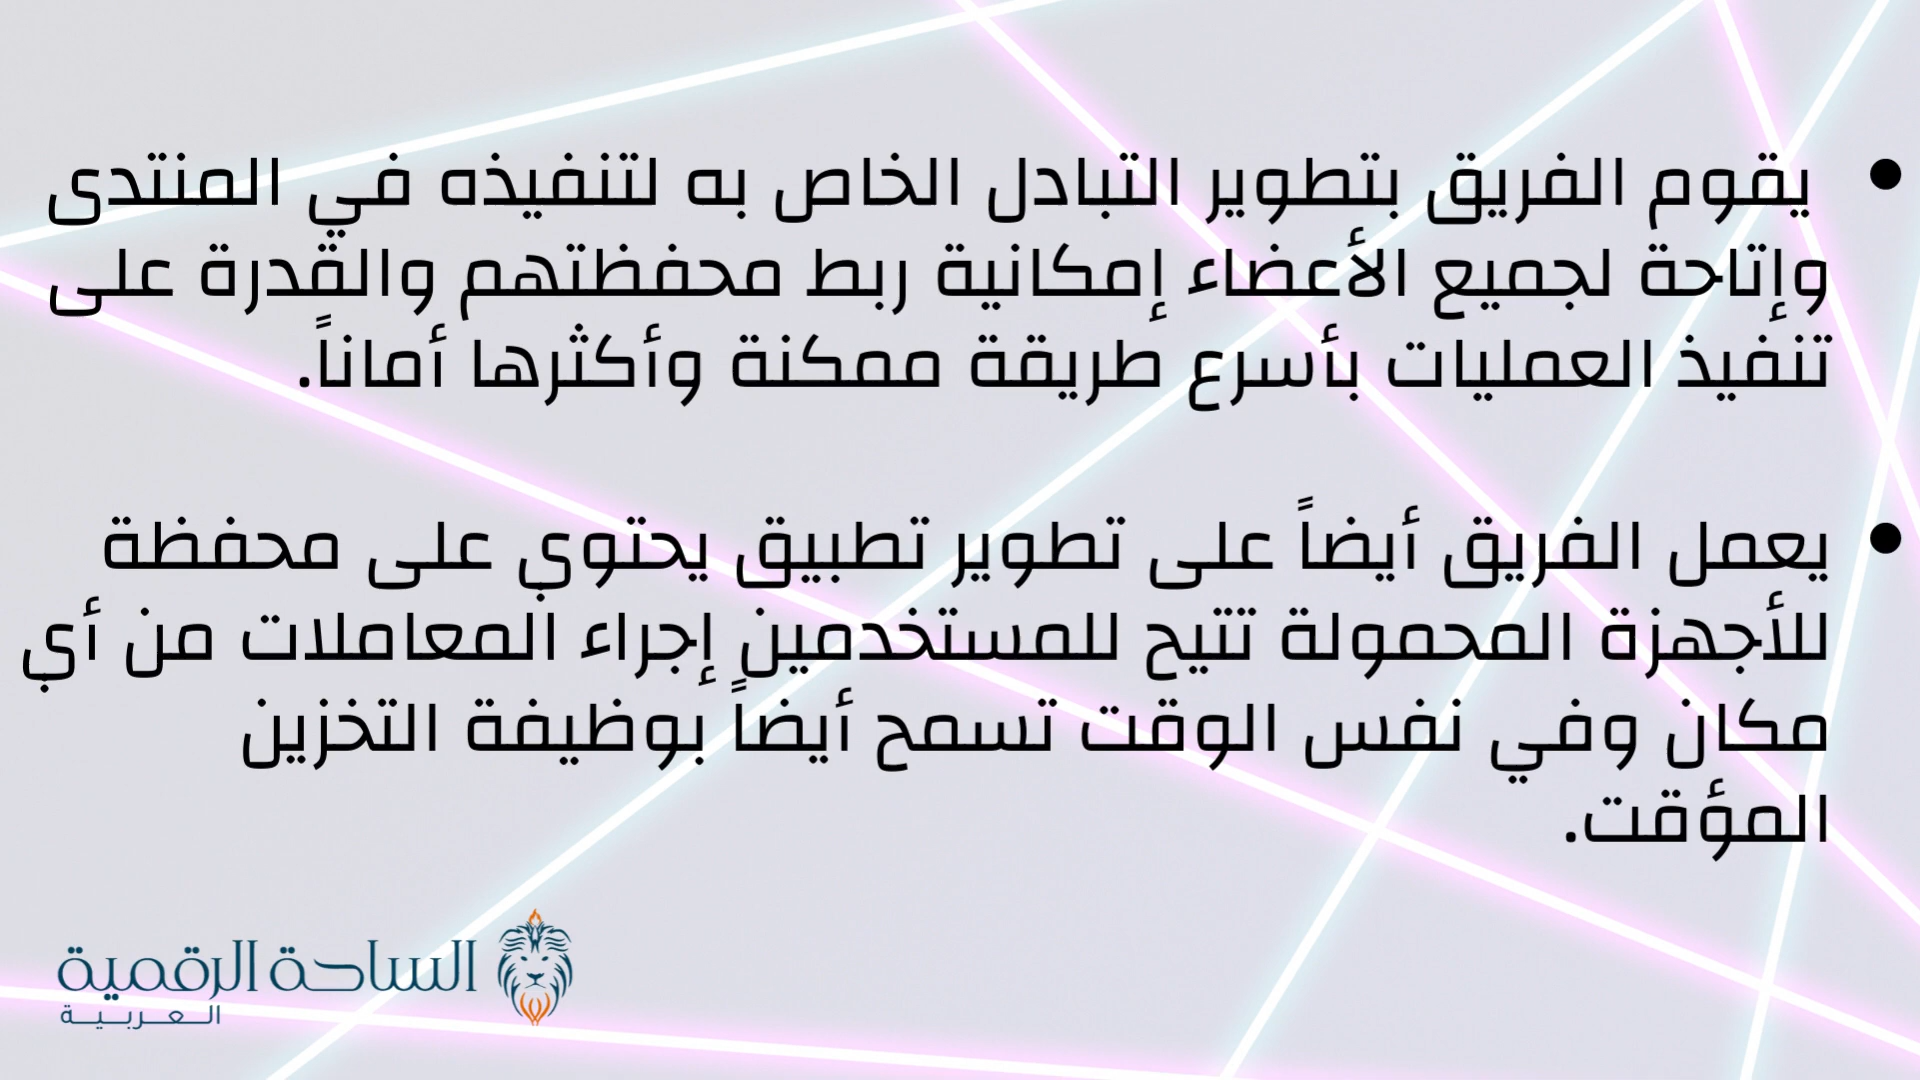 • يقوم الفريق بتطوير التبادل الخاص به لتنفيذه في المنتدى
وإتاحة لجميع الأعضاء إمكانية ربط محفظتهم والقدرة على
تنفيذ العمليات بأسرع طريقة ممكنة وأكثرها أماناً.
• يعمل الفريق أيضاً على تطوير تطبيق يحتوي على محفظة
للأجهزة المحمولة تتيح للمستخدمين إجراء المعاملات من أي
مكان وفي نفس الوقت تسمح أيضاً بوظيفة التخزين
المؤقت.
الساحة الرقمية
العربية